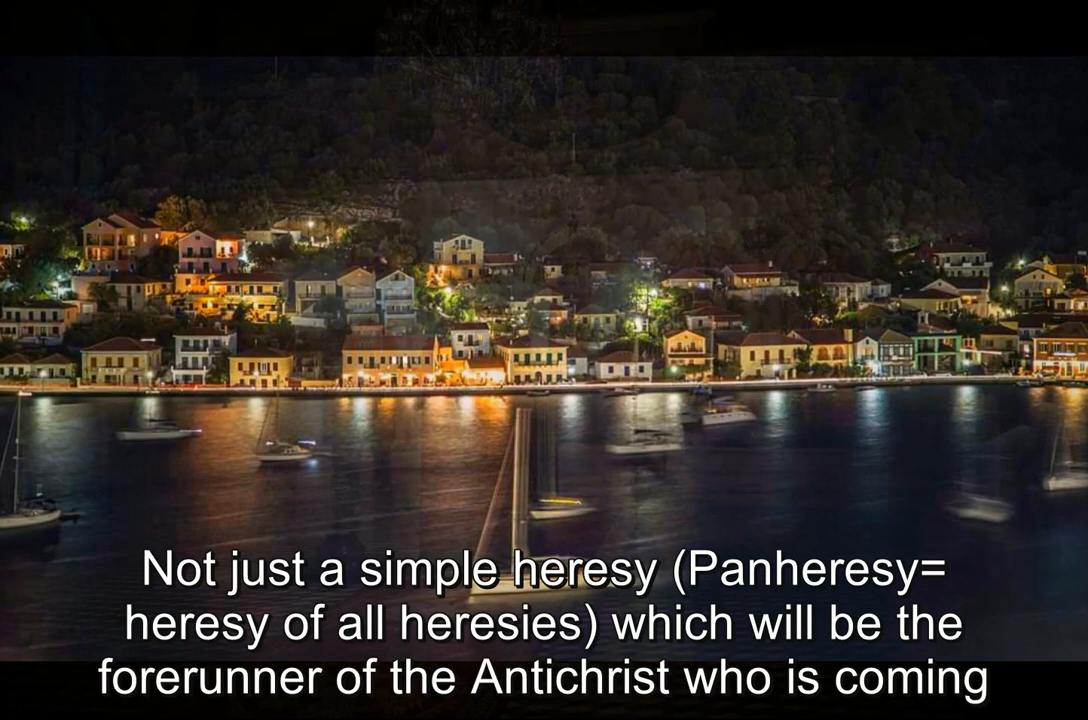 Not just a simple heresy (Panheresy=
heresy of all heresies) which will be the
forerunner of the Antichrist who is coming